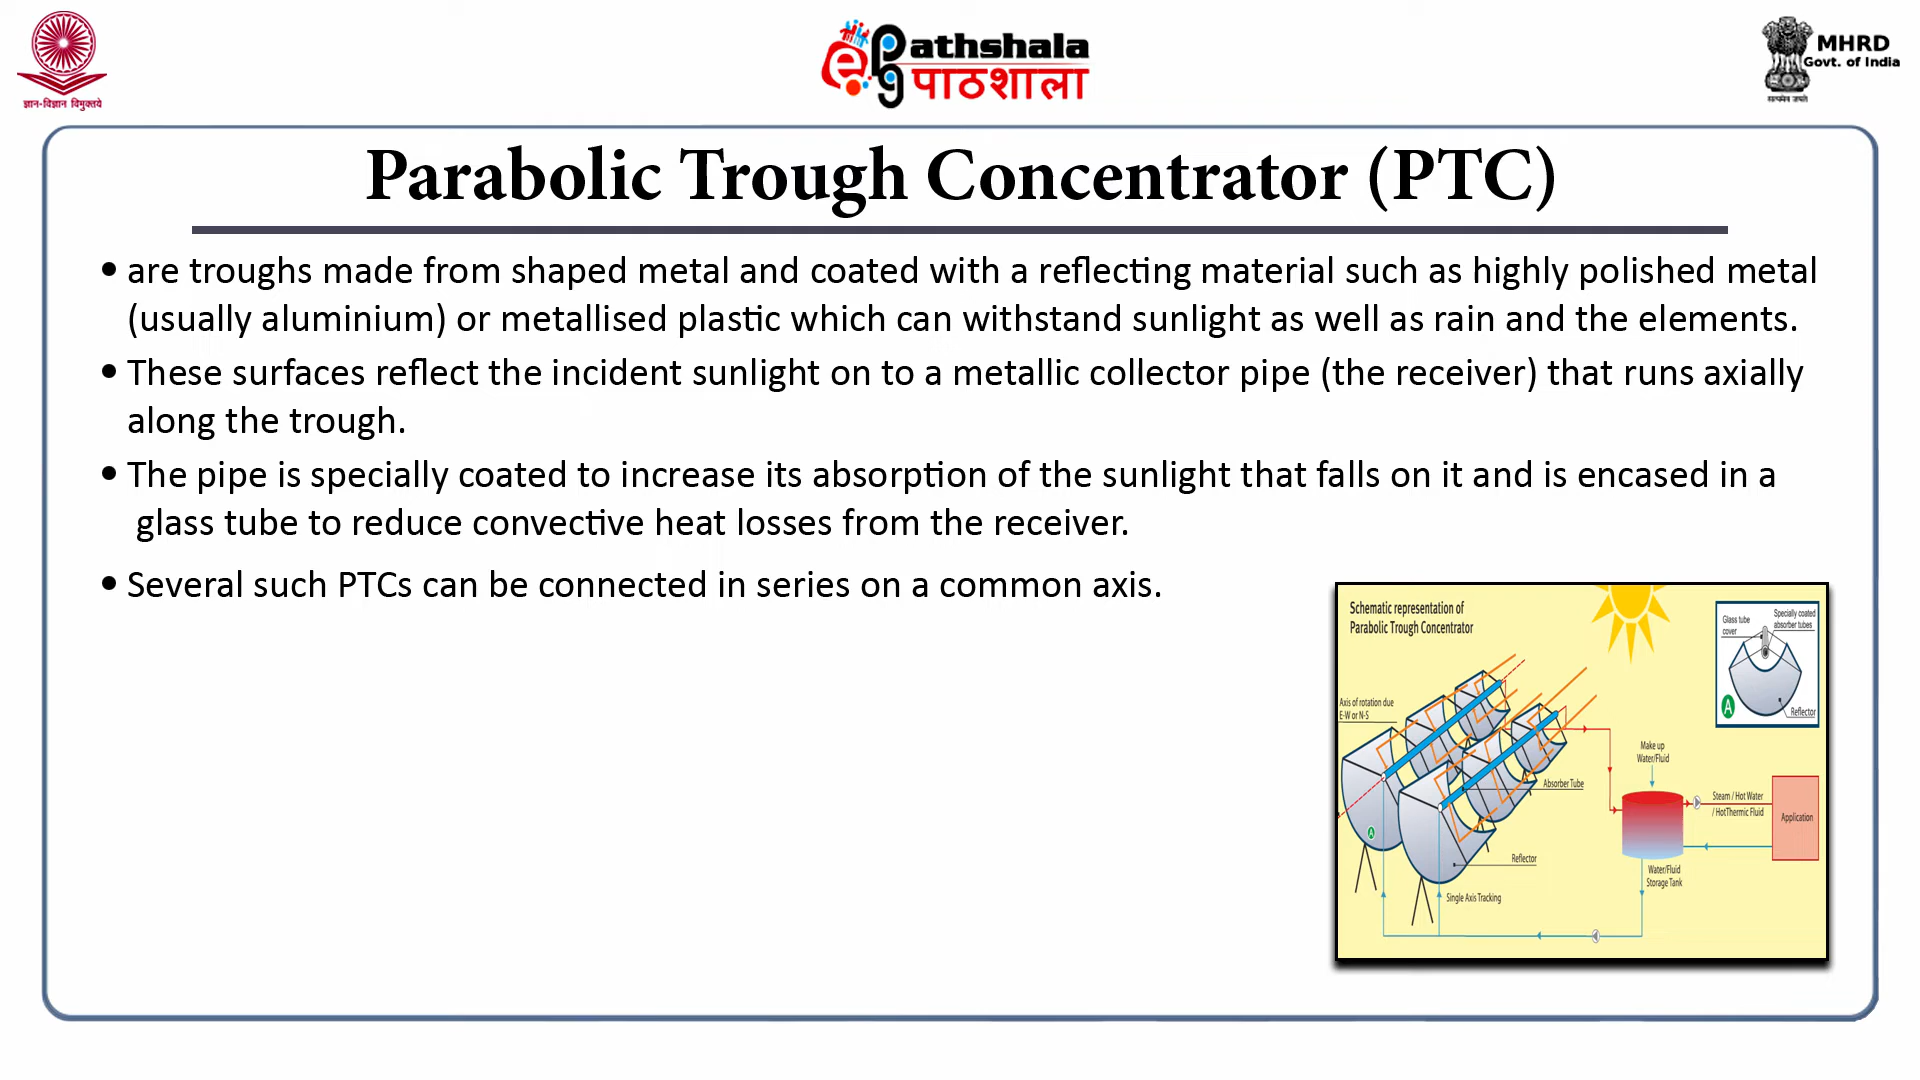 ज्ञान-विज्ञान विमुक्तये
ePathshala
पाठशाला
MHRD
Govt. of India
सत्यमेव जयते
Parabolic Trough Concentrator (PTC)
• are troughs made from shaped metal and coated with a reflecting material such as highly polished metal
(usually aluminium) or metallised plastic which can withstand sunlight as well as rain and the elements.
• These surfaces reflect the incident sunlight on to a metallic collector pipe (the receiver) that runs axially
along the trough.
• The pipe is specially coated to increase its absorption of the sunlight that falls on it and is encased in a
glass tube to reduce convective heat losses from the receiver.
• Several such PTCs can be connected in series on a common axis.
Schematic representation of
Parabolic Trough Concentrator
Glass tube
cover
Specially coated
absorber tubes
A
Reflector
Axis of rotation due
E-W or N-S
Absorber Tube
A
Reflector
Single Axis Tracking
Make up
Water/Fluid
Steam / Hot Water
/ HotThermic Fluid
Application
Water/Fluid
Storage Tank